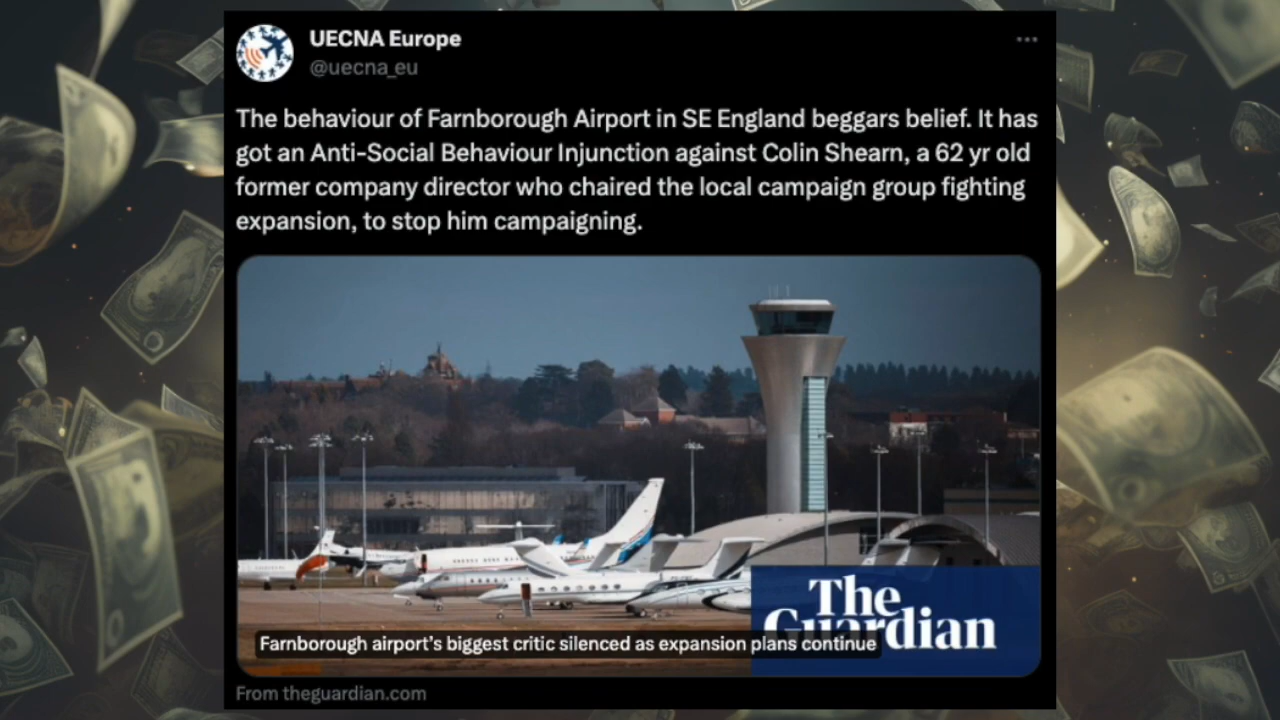 UECNA Europe
@uecna_eu
The behaviour of Farnborough Airport in SE England beggars belief. It has
got an Anti-Social Behaviour Injunction against Colin Shearn, a 62 yr old
former company director who chaired the local campaign group fighting
expansion, to stop him campaigning.
The
Guardian
Farnborough airport’s biggest critic silenced as expansion plans continue
From theguardian.com